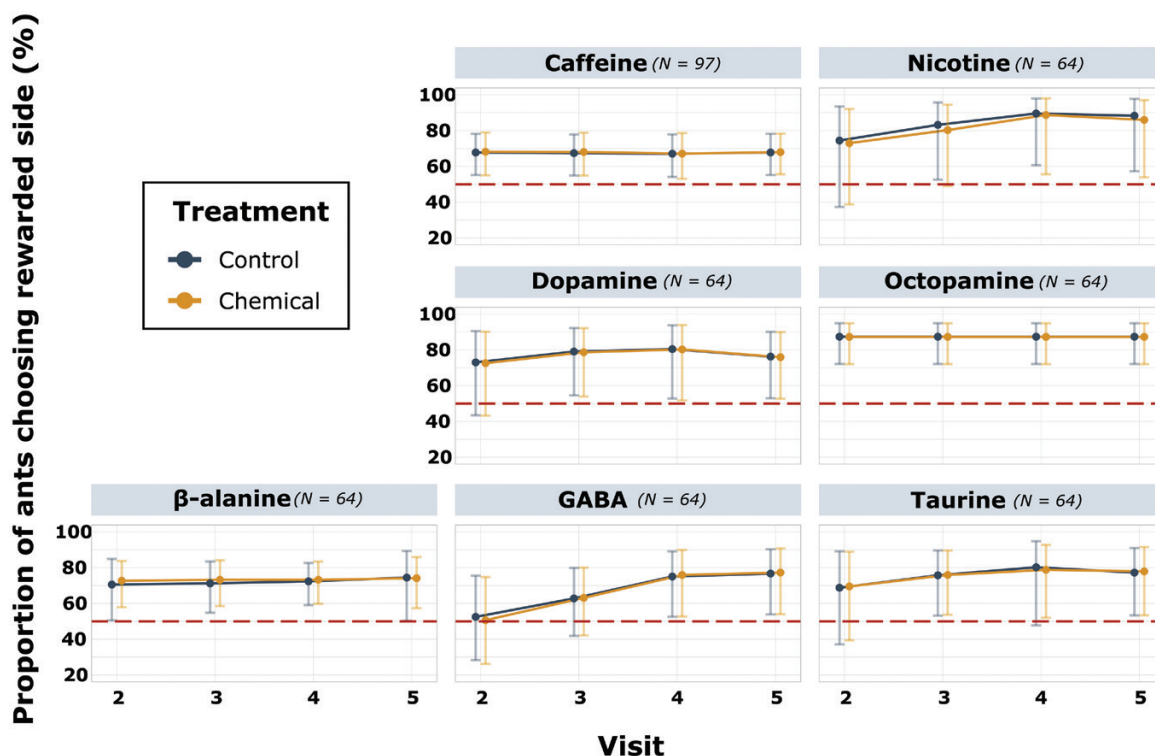 Proportion of ants choosing rewarded side (%)
Caffeine (N = 97)
Nicotine (N = 64)
100
80
60
40
20
Treatment
Control
Chemical
Dopamine (N = 64)
Octopamine (N = 64)
100
80
60
40
20
β-alanine (N = 64)
GABA (N = 64)
Taurine (N = 64)
100
80
60
40
20
2 3 4 5
2 3 4 5
2 3 4 5
Visit